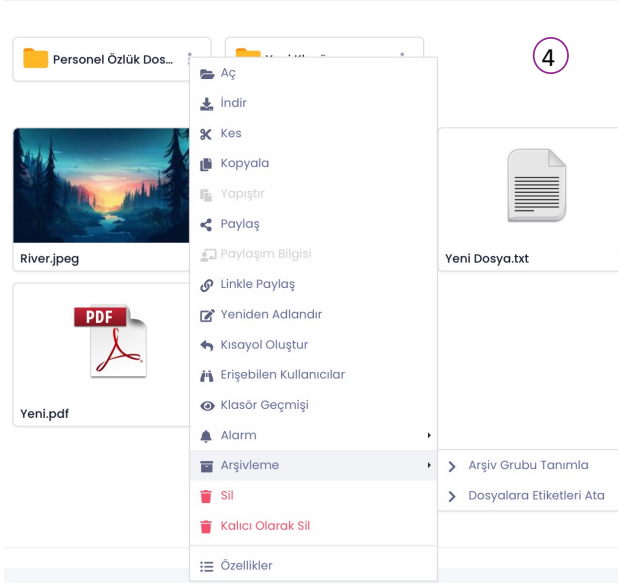 Personel Özlük Dos...
4
Aç
İndir
Kes
Kopyala
Yapıştır
Paylaş
Paylaşım Bilgisi
Linkle Paylaş
Yeniden Adlandır
Kısayol Oluştur
Erişebilen Kullanıcılar
Klasör Geçmişi
Alarm
Arşivleme
Sil
Kalıcı Olarak Sil
Özellikler
River.jpeg
Yeni Dosya.txt
PDF
Yeni.pdf
Arşiv Grubu Tanımla
Dosyalara Etiketleri Ata